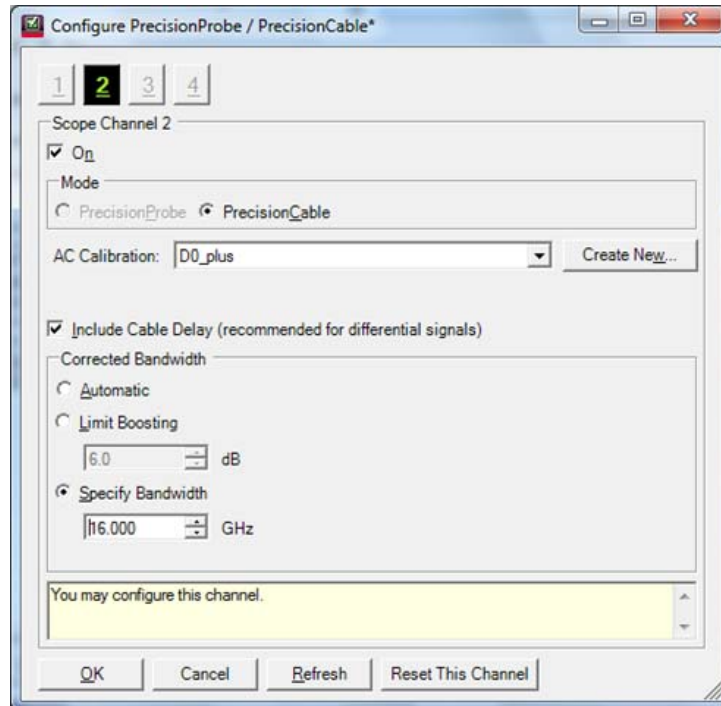 Configure PrecisionProbe / PrecisionCable*
1 2 3 4
Scope Channel 2
On
Mode
PrecisionProbe PrecisionCable
AC Calibration: D0_plus Create New...
Include Cable Delay (recommended for differential signals)
Corrected Bandwidth
Automatic
Limit Boosting
6.0 dB
Specify Bandwidth
16.000 GHz
You may configure this channel.
OK Cancel Refresh Reset This Channel